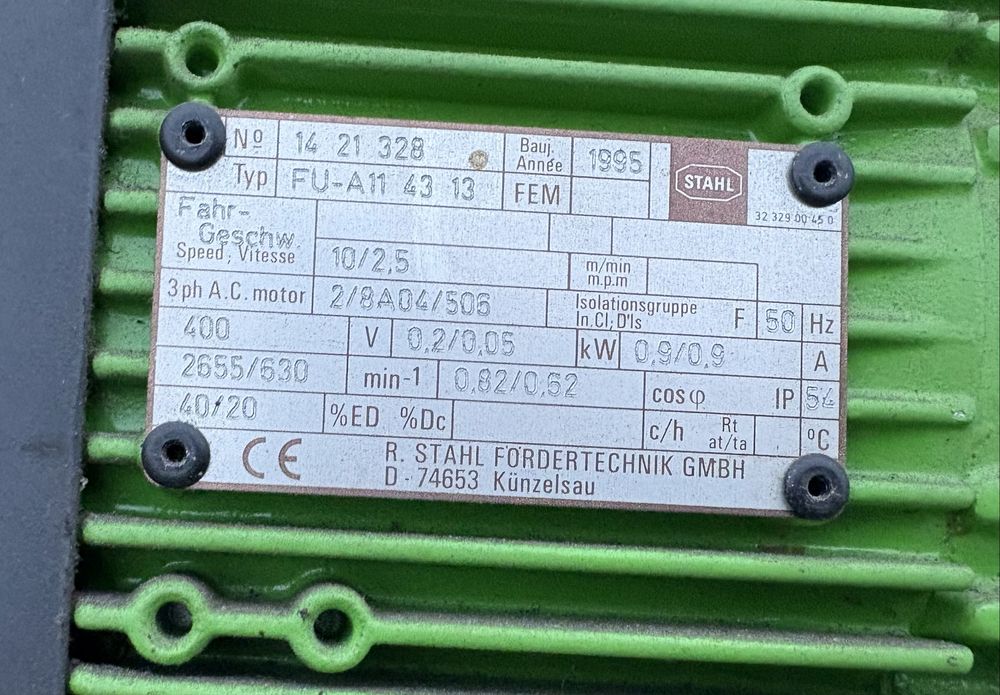 Nº 14 21 328 Bauj. Année 1995 STAHL
Typ FU-A11 43 13 FEM
32 329 00 45 0
Fahr-
Geschw.
Speed, Vitesse 10/2,5 m/min m.p.m
3ph A.C. motor 2/8A04/506 Isolationsgruppe In.Cl; D'Is F 50 Hz
400 V 0,2/0,05 kW 0,9/0,9 A
2655/630 min-1 0,82/0,62 cos φ IP 54
40/20 %ED %Dc c/h Rt at/ta ºC
CE R. STAHL FÖRDERTECHNIK GMBH
D - 74653 Künzelsau